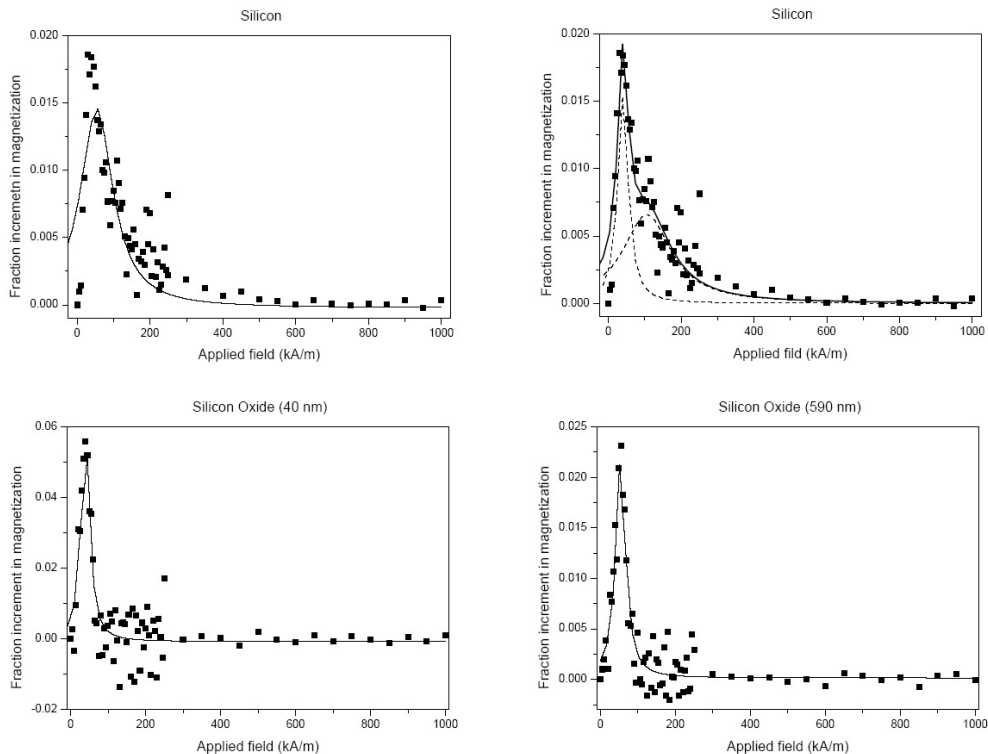 Silicon
0.020
0.015
0.010
0.005
0.000
Fraction incremetn in magnetization
0 200 400 600 800 1000
Applied field (kA/m)
Silicon
0.020
0.015
0.010
0.005
0.000
Fraction increment in magnetization
0 200 400 600 800 1000
Applied fild (kA/m)
Silicon Oxide (40 nm)
0.06
0.04
0.02
0.00
-0.02
Fraction increment in magnetization
0 200 400 600 800 1000
Applied field (kA/m)
Silicon Oxide (590 nm)
0.025
0.020
0.015
0.010
0.005
0.000
Fraction increment in magnetization
0 200 400 600 800 1000
Applied field (kA/m)